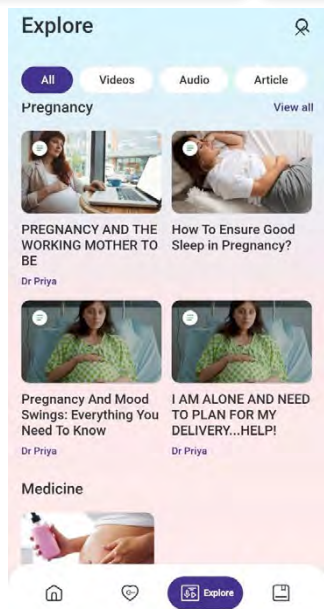 Explore
All
Videos
Audio
Article
Pregnancy
View all
PREGNANCY AND THE
WORKING MOTHER TO
BE
Dr Priya
How To Ensure Good
Sleep in Pregnancy?
Pregnancy And Mood
Swings: Everything You
Need To Know
Dr Priya
I AM ALONE AND NEED
TO PLAN FOR MY
DELIVERY...HELP!
Dr Priya
Medicine
Explore